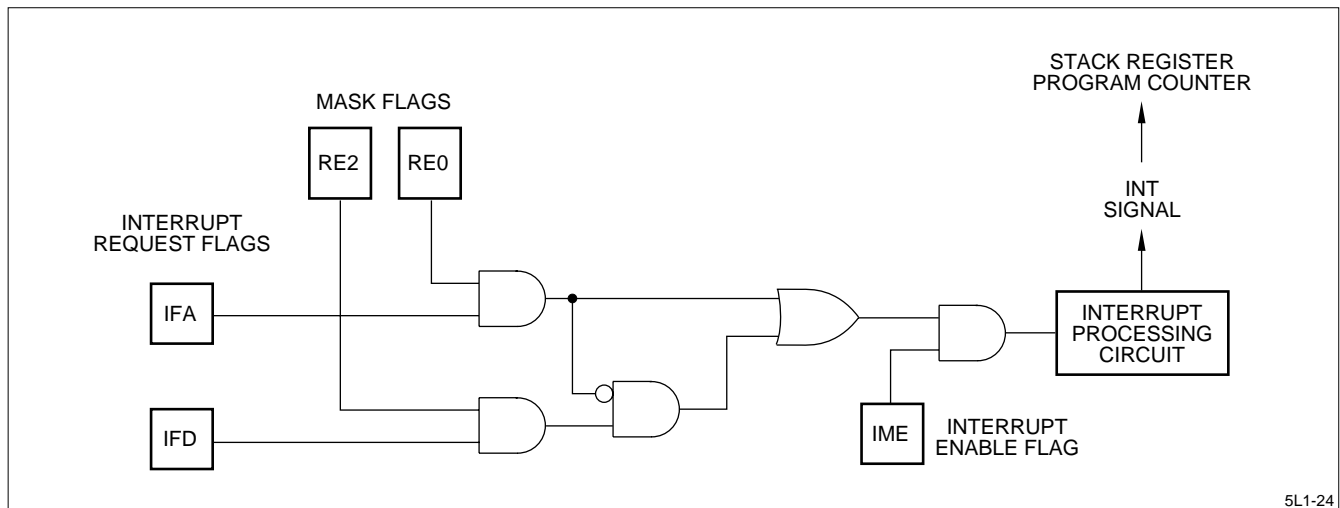 STACK REGISTER
PROGRAM COUNTER
MASK FLAGS
RE2
RE0
INT
SIGNAL
INTERRUPT
REQUEST FLAGS
IFA
INTERRUPT
PROCESSING
CIRCUIT
IFD
IME
INTERRUPT
ENABLE FLAG
5L1-24